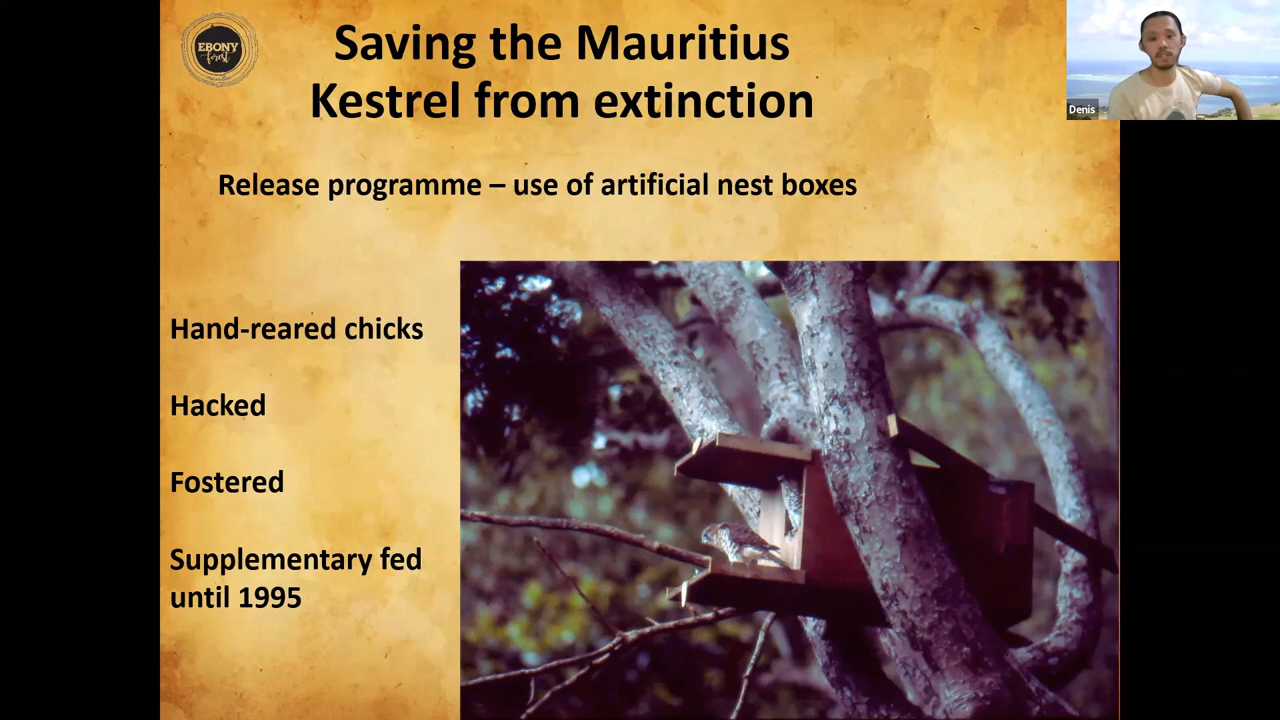 EBONY
forest
Saving the Mauritius
Kestrel from extinction
Denis
Release programme – use of artificial nest boxes
Hand-reared chicks
Hacked
Fostered
Supplementary fed
until 1995